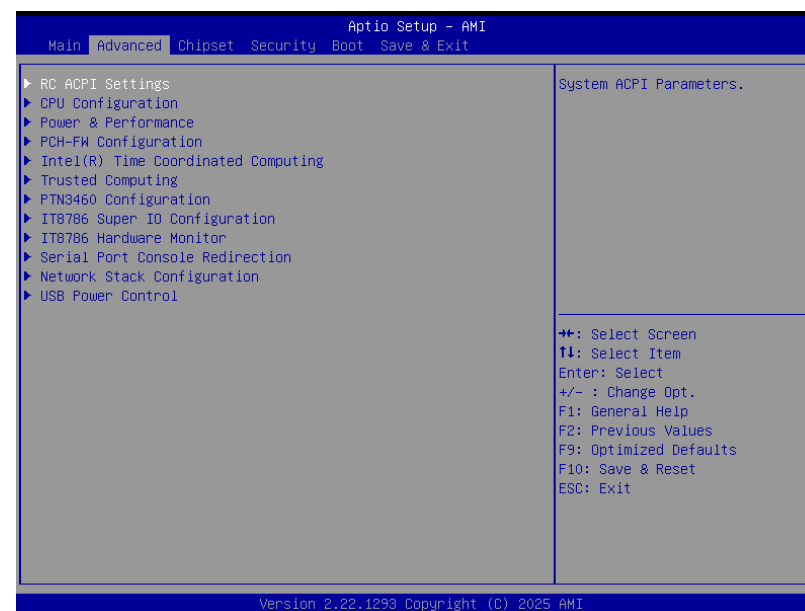 Aptio Setup – AMI
Main Advanced Chipset Security Boot Save & Exit
▶ RC ACPI Settings
▶ CPU Configuration
▶ Power & Performance
▶ PCH-FW Configuration
▶ Intel(R) Time Coordinated Computing
▶ Trusted Computing
▶ PTN3460 Configuration
▶ IT8786 Super IO Configuration
▶ IT8786 Hardware Monitor
▶ Serial Port Console Redirection
▶ Network Stack Configuration
▶ USB Power Control
System ACPI Parameters.
→←: Select Screen
↑↓: Select Item
Enter: Select
+/- : Change Opt.
F1: General Help
F2: Previous Values
F9: Optimized Defaults
F10: Save & Reset
ESC: Exit
Version 2.22.1293 Copyright (C) 2025 AMI